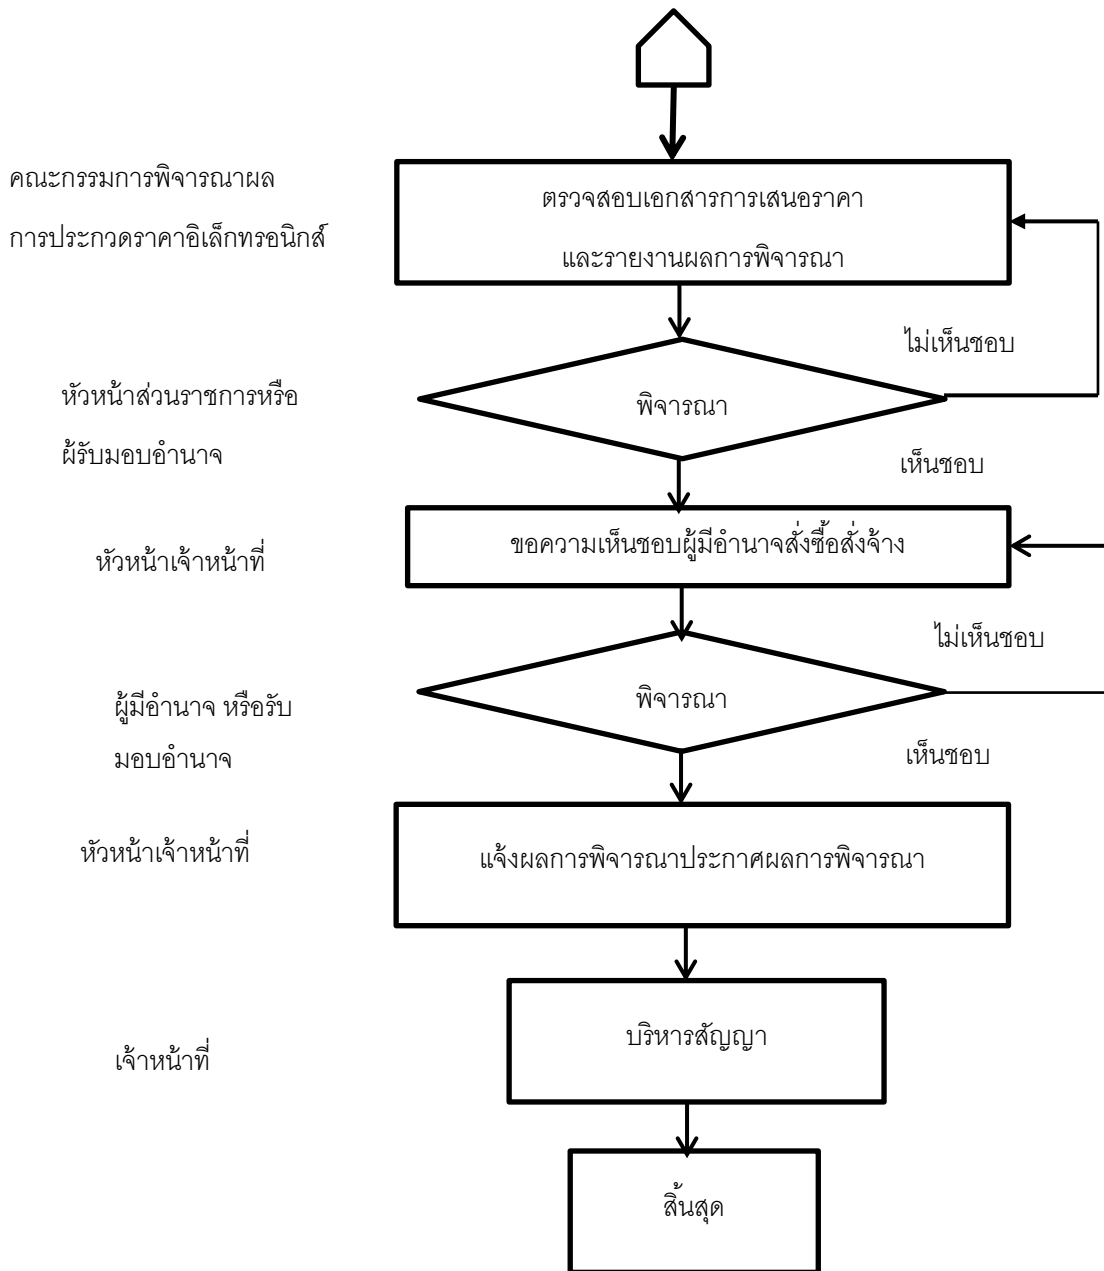 คณะกรรมการพิจารณาผล
การประกวดราคาอิเล็กทรอนิกส์
ตรวจสอบเอกสารการเสนอราคา
และรายงานผลการพิจารณา
ไม่เห็นชอบ
หัวหน้าส่วนราชการหรือ
ผ้รับมอบอำนาจ
พิจารณา
เห็นชอบ
หัวหน้าเจ้าหน้าที่
ขอความเห็นชอบผู้มีอำนาจสั่งซื้อสั่งจ้าง
ไม่เห็นชอบ
ผู้มีอำนาจ หรือรับ
มอบอำนาจ
พิจารณา
เห็นชอบ
หัวหน้าเจ้าหน้าที่
แจ้งผลการพิจารณาประกาศผลการพิจารณา
เจ้าหน้าที่
บริหารสัญญา
สิ้นสุด